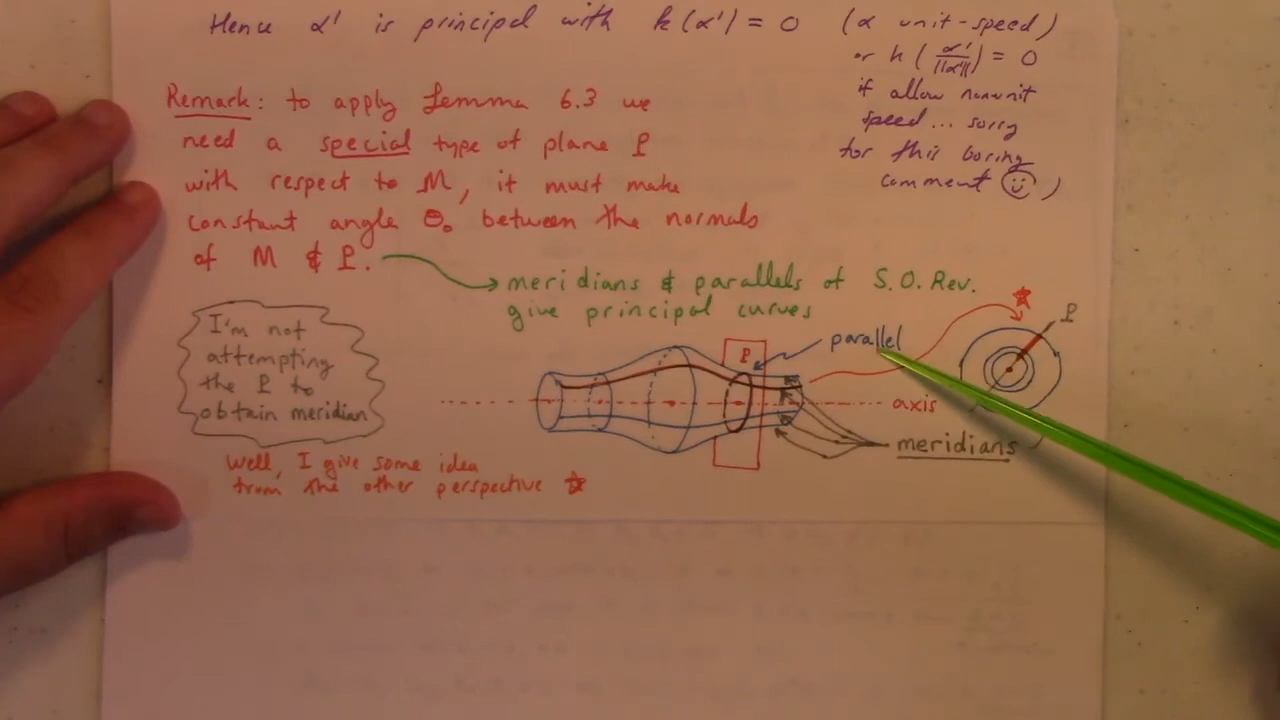 Hence α' is principal with k(α') = 0 (α unit-speed)
or k(α'/||α'||) = 0
if allow nonunit
speed... sorry
for this boring
comment ☺)
Remark: to apply Lemma 6.3 we
need a special type of plane P
with respect to M, it must make
constant angle θ₀ between the normals
of M & P.
meridians & parallels of S.O.Rev.
give principal curves
I'm not
attempting
the P to
obtain meridian
P
parallel
P
axis
meridians
Well, I give some idea
from the other perspective ☆